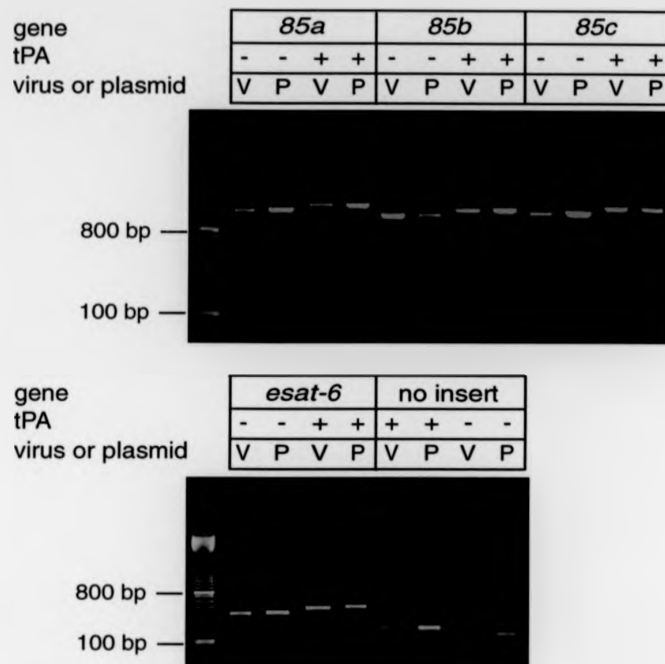 gene 85a 85b 85c
tPA - - + + - - + + - - + +
virus or plasmid V P V P V P V P V P V P
800 bp
100 bp
gene esat-6 no insert
tPA - - + + + + - -
virus or plasmid V P V P V P V P
800 bp
100 bp